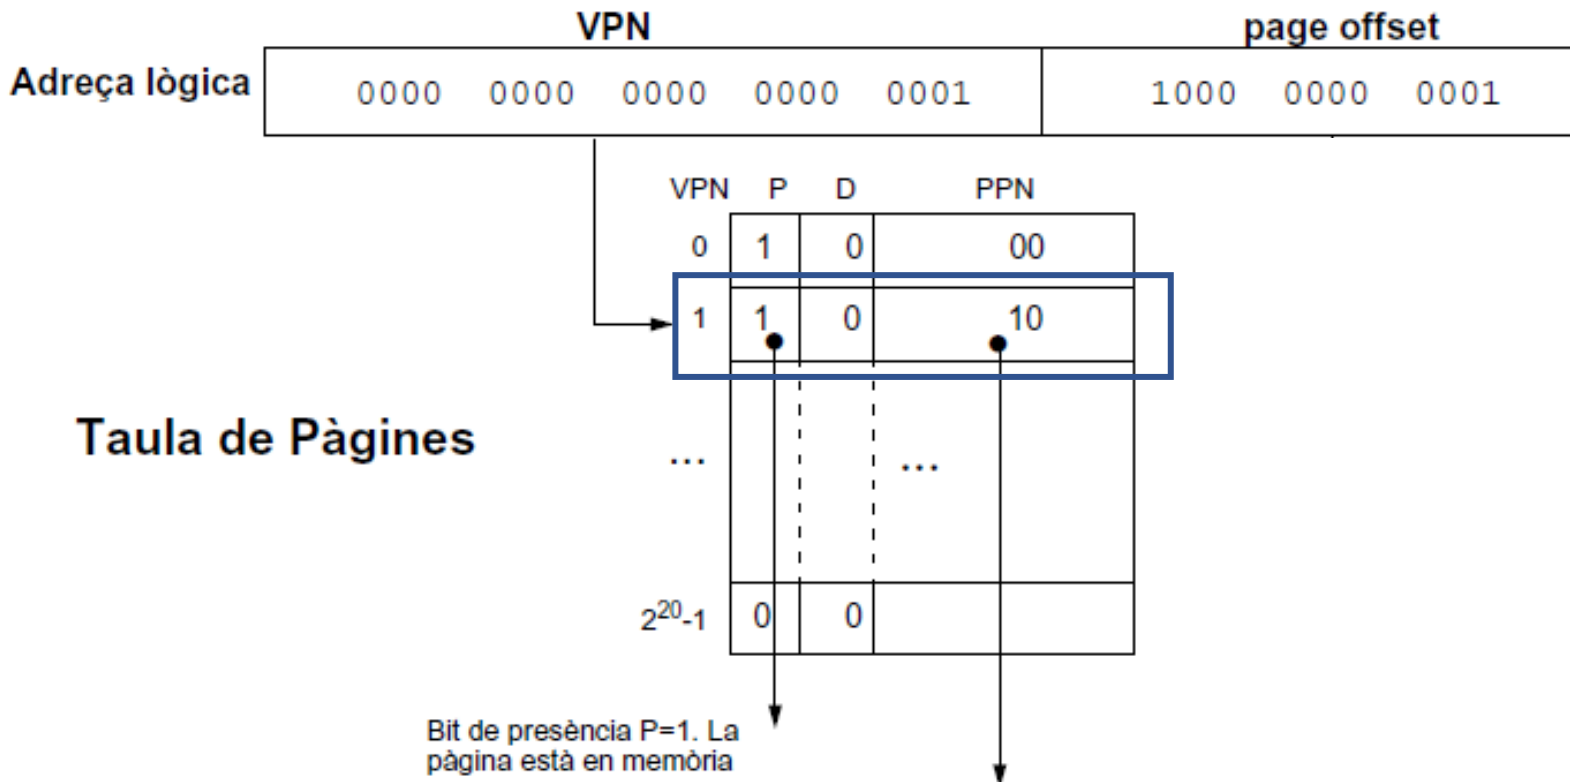 VPN page offset
Adreça lògica 0000 0000 0000 0000 0001 1000 0000 0001
VPN P D PPN
0 1 0 00
1 1 0 10
Taula de Pàgines
... ...
2^20-1 0 0
Bit de presència P=1. La
pàgina està en memòria